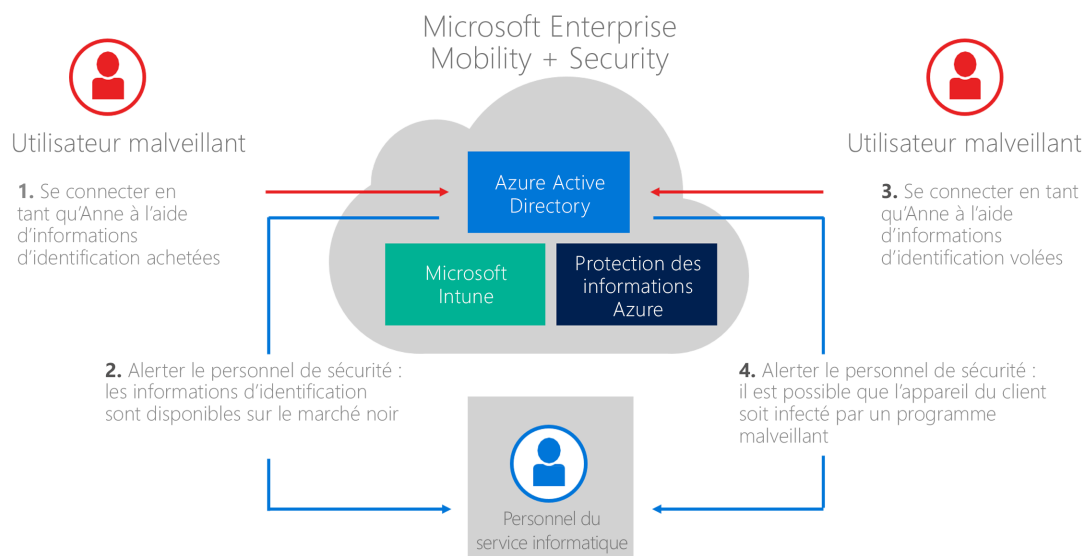 Microsoft Enterprise
Mobility + Security
Utilisateur malveillant
1. Se connecter en
tant qu’Anne à l’aide
d’informations
d’identification achetées
Azure Active
Directory
Microsoft
Intune
Protection des
informations
Azure
Utilisateur malveillant
3. Se connecter en tant
qu’Anne à l’aide
d’informations
d’identification volées
2. Alerter le personnel de sécurité :
les informations d’identification
sont disponibles sur le marché noir
4. Alerter le personnel de sécurité :
il est possible que l’appareil du client
soit infecté par un programme
malveillant
Personnel du
service informatique